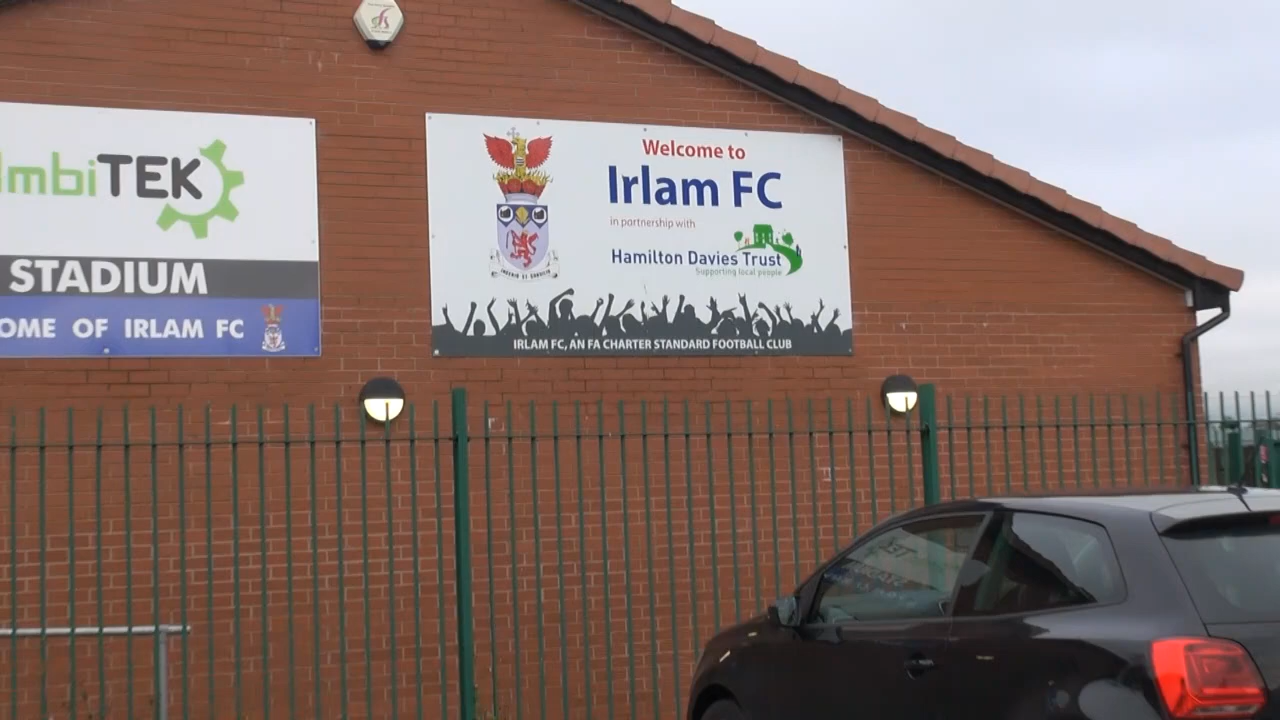 mbiTEK
STADIUM
OME OF IRLAM FC
Welcome to
Irlam FC
in partnership with
Hamilton Davies Trust
Supporting local people
IRLAM FC, AN FA CHARTER STANDARD FOOTBALL CLUB